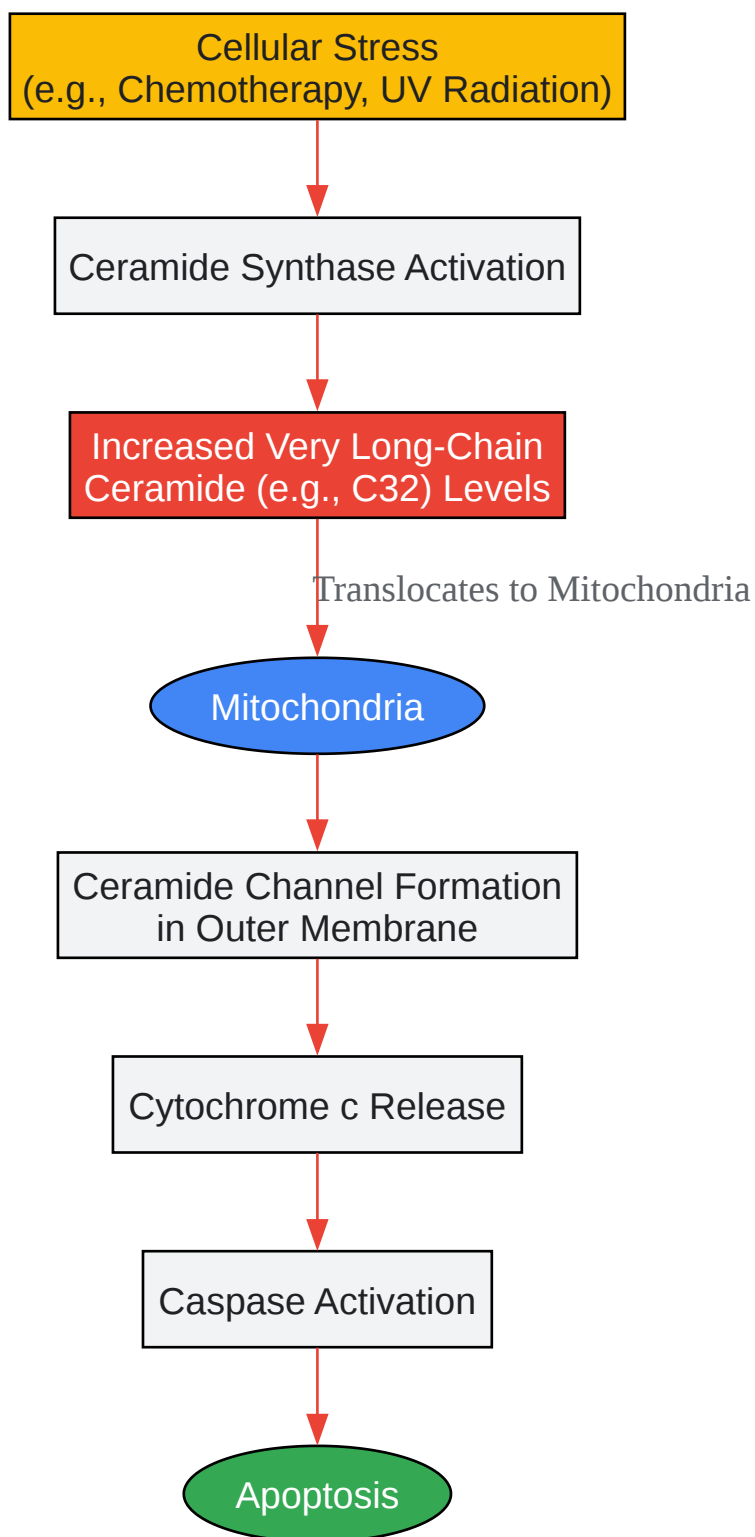 Cellular Stress
(e.g., Chemotherapy, UV Radiation)
Ceramide Synthase Activation
Increased Very Long-Chain
Ceramide (e.g., C32) Levels
Translocates to Mitochondria
Mitochondria
Ceramide Channel Formation
in Outer Membrane
Cytochrome c Release
Caspase Activation
Apoptosis